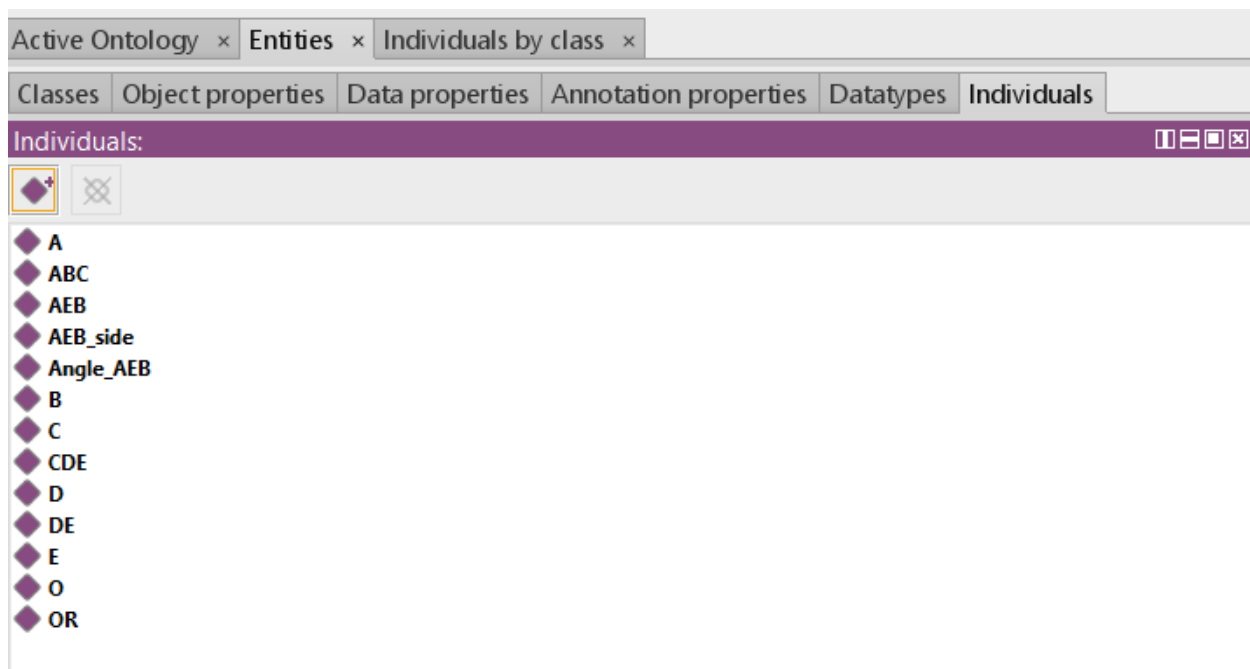 Active Ontology × Entities × Individuals by class ×
Classes Object properties Data properties Annotation properties Datatypes Individuals
Individuals:
A
ABC
AEB
AEB_side
Angle_AEB
B
C
CDE
D
DE
E
O
OR